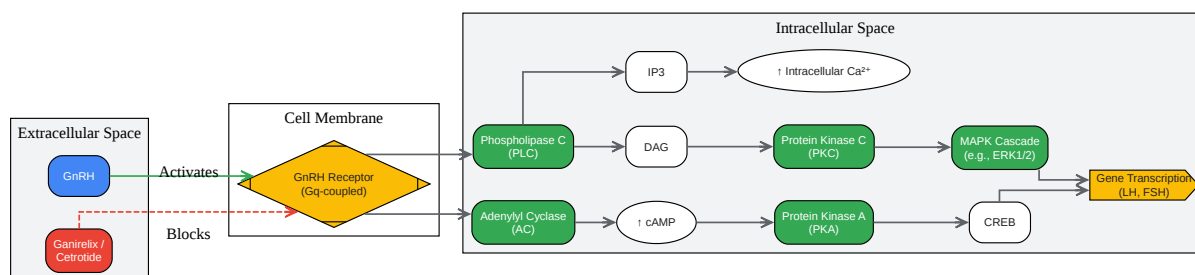 Extracellular Space
GnRH
Ganirelix /
Cetrotide
Activates
Blocks
Cell Membrane
GnRH Receptor
(Gq-coupled)
Intracellular Space
IP3
↑ Intracellular Ca²⁺
Phospholipase C
(PLC)
DAG
Protein Kinase C
(PKC)
MAPK Cascade
(e.g., ERK1/2)
Adenylyl Cyclase
(AC)
↑ cAMP
Protein Kinase A
(PKA)
CREB
Gene Transcription
(LH, FSH)